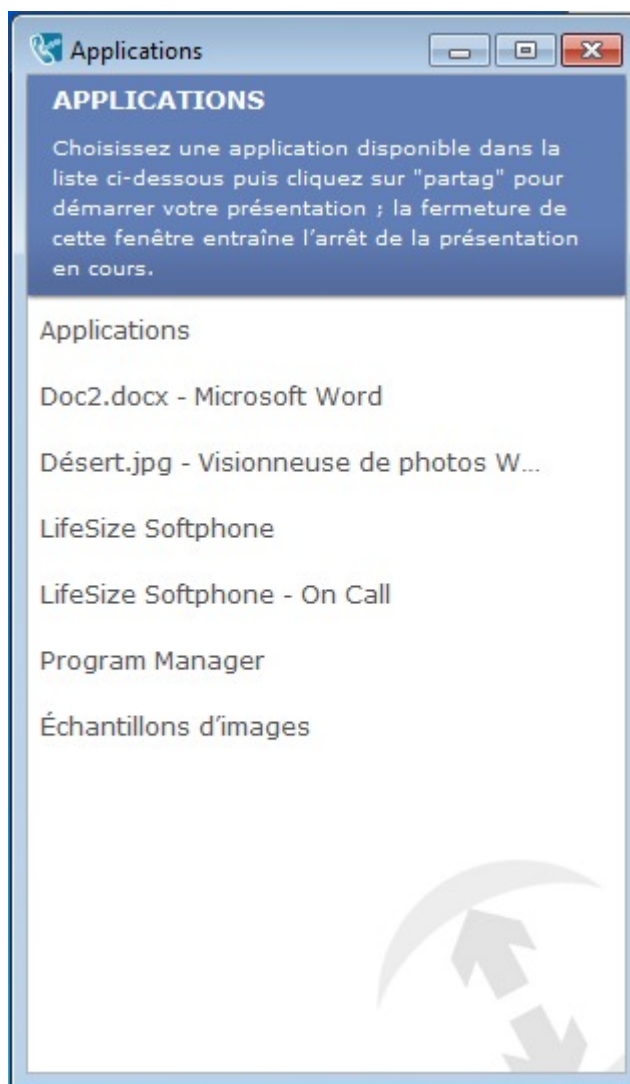 Applications
APPLICATIONS
Choisissez une application disponible dans la
liste ci-dessous puis cliquez sur "partag" pour
démarrer votre présentation ; la fermeture de
cette fenêtre entraîne l’arrêt de la présentation
en cours.
Applications
Doc2.docx - Microsoft Word
Désert.jpg - Visionneuse de photos W...
LifeSize Softphone
LifeSize Softphone - On Call
Program Manager
Échantillons d’images